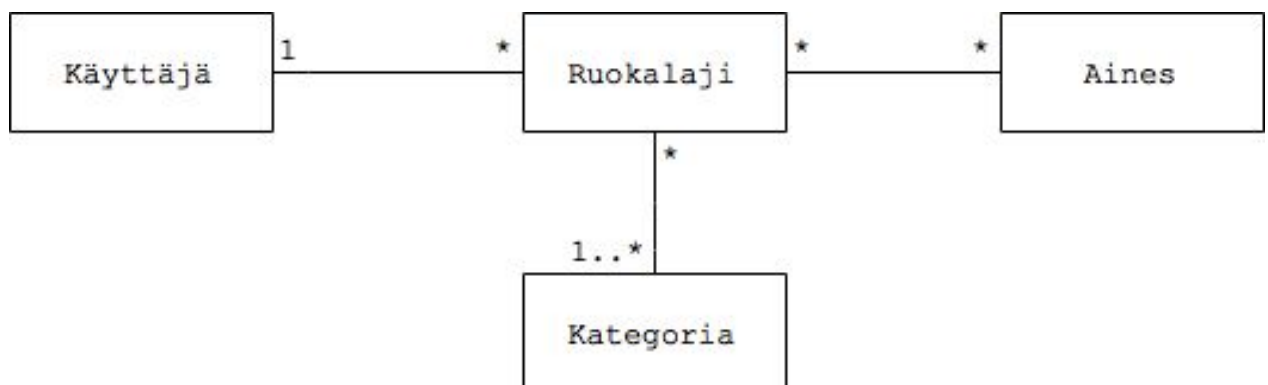 1 * * *
Käyttäjä Ruokalaji Aines
*
1..*
Kategoria